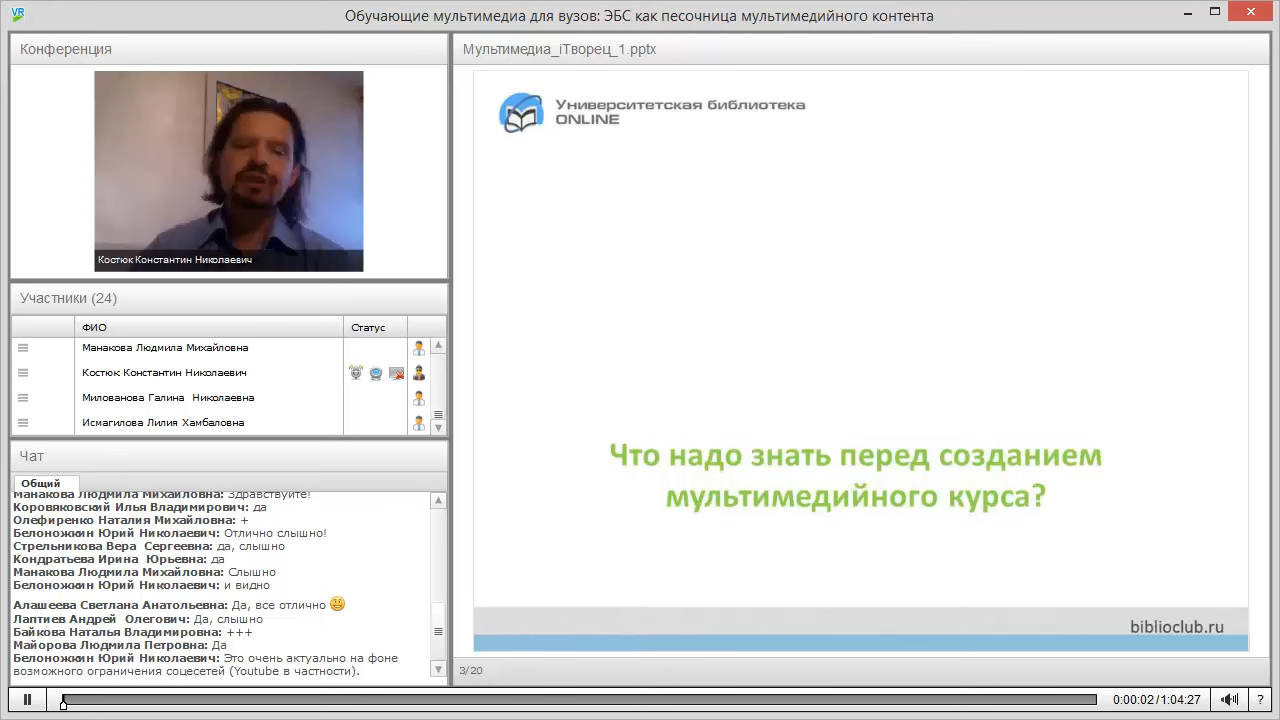 VR
Обучающие мультимедиа для вузов: ЭБС как песочница мультимедийного контента
Конференция
Костюк Константин Николаевич
Участники (24)
ФИО
Статус
Манакова Людмила Михайловна
Костюк Константин Николаевич
Милованова Галина Николаевна
Исмагилова Лилия Хамбаловна
Чат
Общий
Манакова Людмила Михайловна: Здравствуйте!
Коровяковский Илья Владимирович: да
Олефиренко Наталия Михайловна: +
Белоножкин Юрий Николаевич: Отлично слышно!
Стрельникова Вера Сергеевна: да, слышно
Кондратьева Ирина Юрьевна: да
Манакова Людмила Михайловна: Слышно
Белоножкин Юрий Николаевич: и видно
Алашеева Светлана Анатольевна: Да, все отлично
Лаптиев Андрей Олегович: Да, слышно
Байкова Наталья Владимировна: +++
Майорова Людмила Петровна: Да
Белоножкин Юрий Николаевич: Это очень актуально на фоне
возможного ограничения соцсетей (Youtube в частности).
Мультимедиа_iТворец_1.pptx
Университетская библиотека
ONLINE
Что надо знать перед созданием
мультимедийного курса?
biblioclub.ru
3/20
0:00:02/1:04:27
?